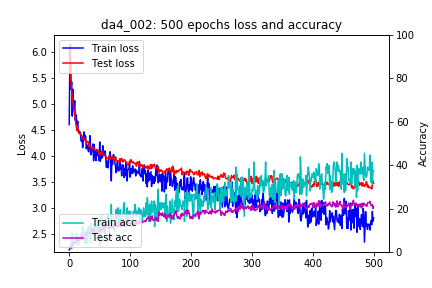 da4_002: 500 epochs loss and accuracy
Train loss
Test loss
Train acc
Test acc
Loss
6.0
5.5
5.0
4.5
4.0
3.5
3.0
2.5
Accuracy
100
80
60
40
20
0
0 100 200 300 400 500